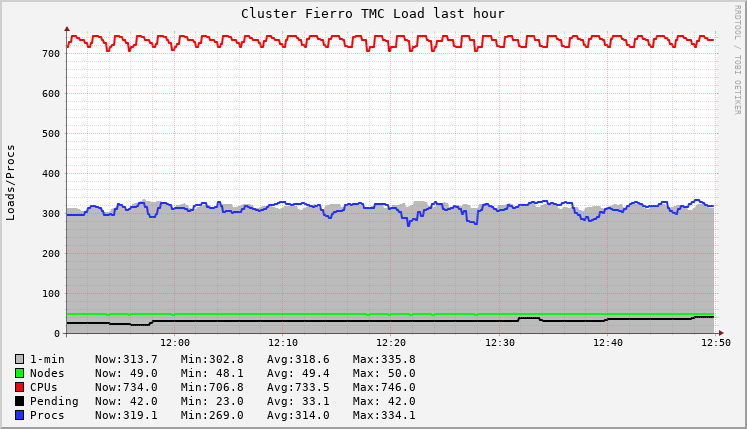 Cluster Fierro TMC Load last hour
RRDTOOL / TOBI OETIKER
Loads/Procs
700
600
500
400
300
200
100
0
12:00 12:10 12:20 12:30 12:40 12:50
1-min Now:313.7 Min:302.8 Avg:318.6 Max:335.8
Nodes Now: 49.0 Min: 48.1 Avg: 49.4 Max: 50.0
CPUs Now:734.0 Min:706.8 Avg:733.5 Max:746.0
Pending Now: 42.0 Min: 23.0 Avg: 33.1 Max: 42.0
Procs Now:319.1 Min:269.0 Avg:314.0 Max:334.1